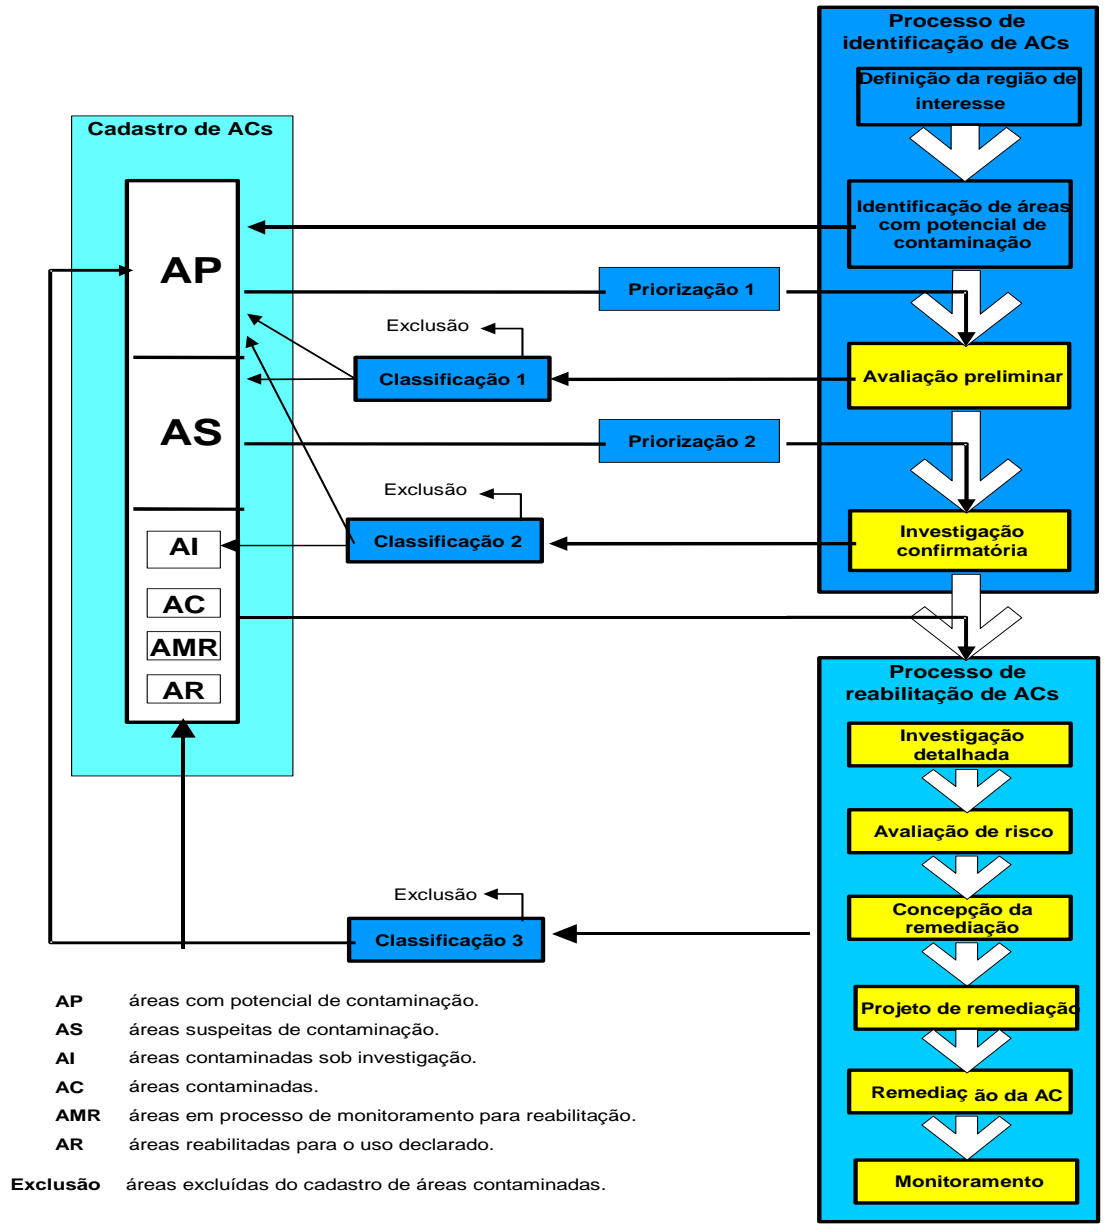 Processo de
identificação de ACs
Definição da região de
interesse
Cadastro de ACs
Identificação de áreas
com potencial de
contaminação
AP
Priorização 1
Exclusão
Classificação 1
Avaliação preliminar
AS
Priorização 2
Exclusão
Classificação 2
Investigação
confirmatória
AI
AC
AMR
AR
Processo de
reabilitação de ACs
Investigação
detalhada
Avaliação de risco
Exclusão
Classificação 3
Concepção da
remediação
Projeto de remediação
Remediaç ão da AC
Monitoramento
AP áreas com potencial de contaminação.
AS áreas suspeitas de contaminação.
AI áreas contaminadas sob investigação.
AC áreas contaminadas.
AMR áreas em processo de monitoramento para reabilitação.
AR áreas reabilitadas para o uso declarado.
Exclusão áreas excluídas do cadastro de áreas contaminadas.